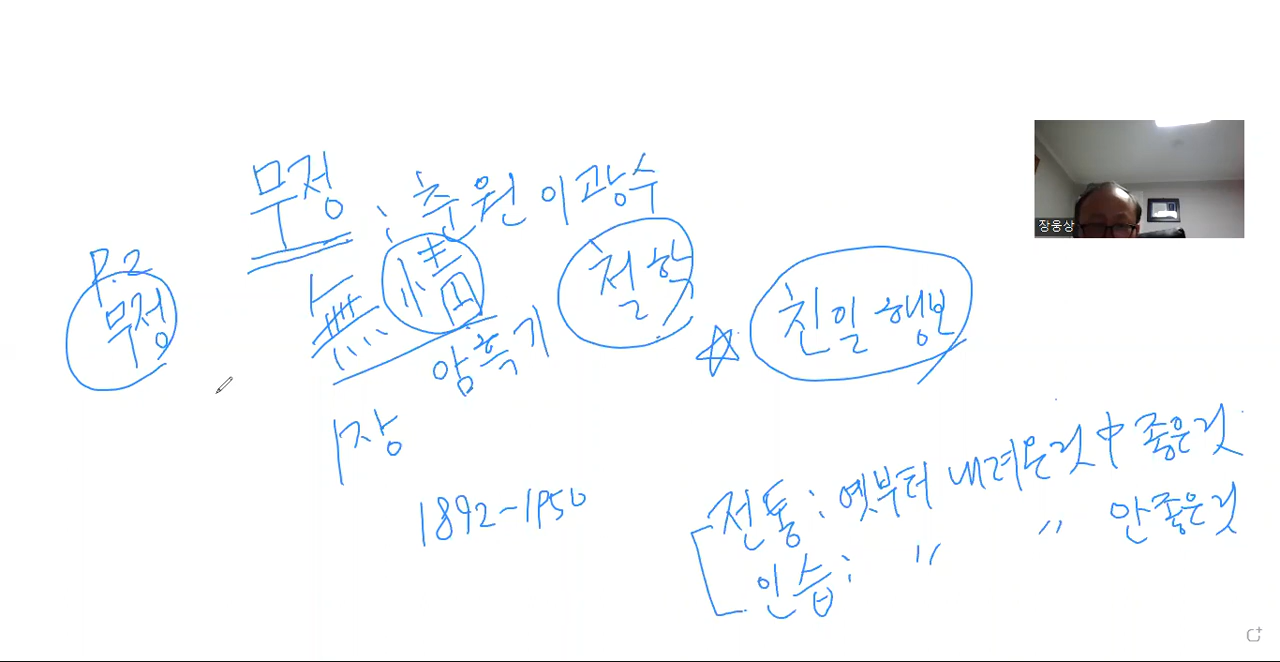 무정 : 춘원 이광수
P.2
무정
無情
철학
친일 행보
암흑기
1장
1892~1950
전통 : 옛부터 내려온 것 中 좋은 것
인습 : 〃 〃 안좋은 것
장웅상